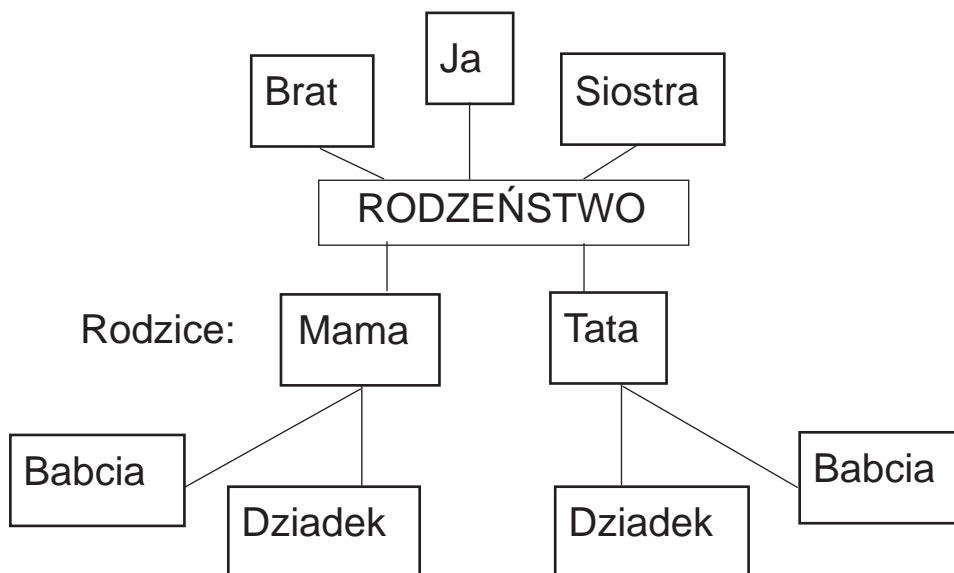 Ja
Brat
Siostra
RODZEŃSTWO
Rodzice:
Mama
Tata
Babcia
Dziadek
Dziadek
Babcia